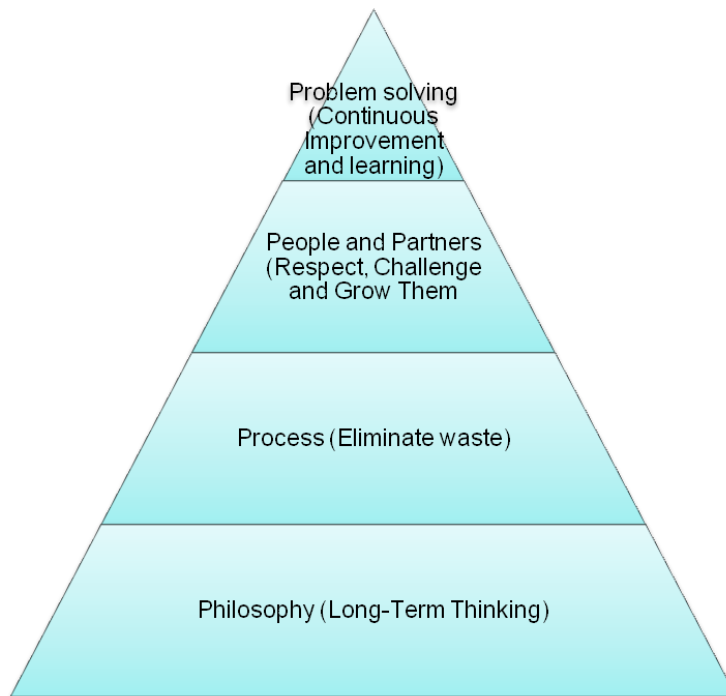 Problem solving
(Continuous
Improvement
and learning)
People and Partners
(Respect, Challenge
and Grow Them
Process (Eliminate waste)
Philosophy (Long-Term Thinking)